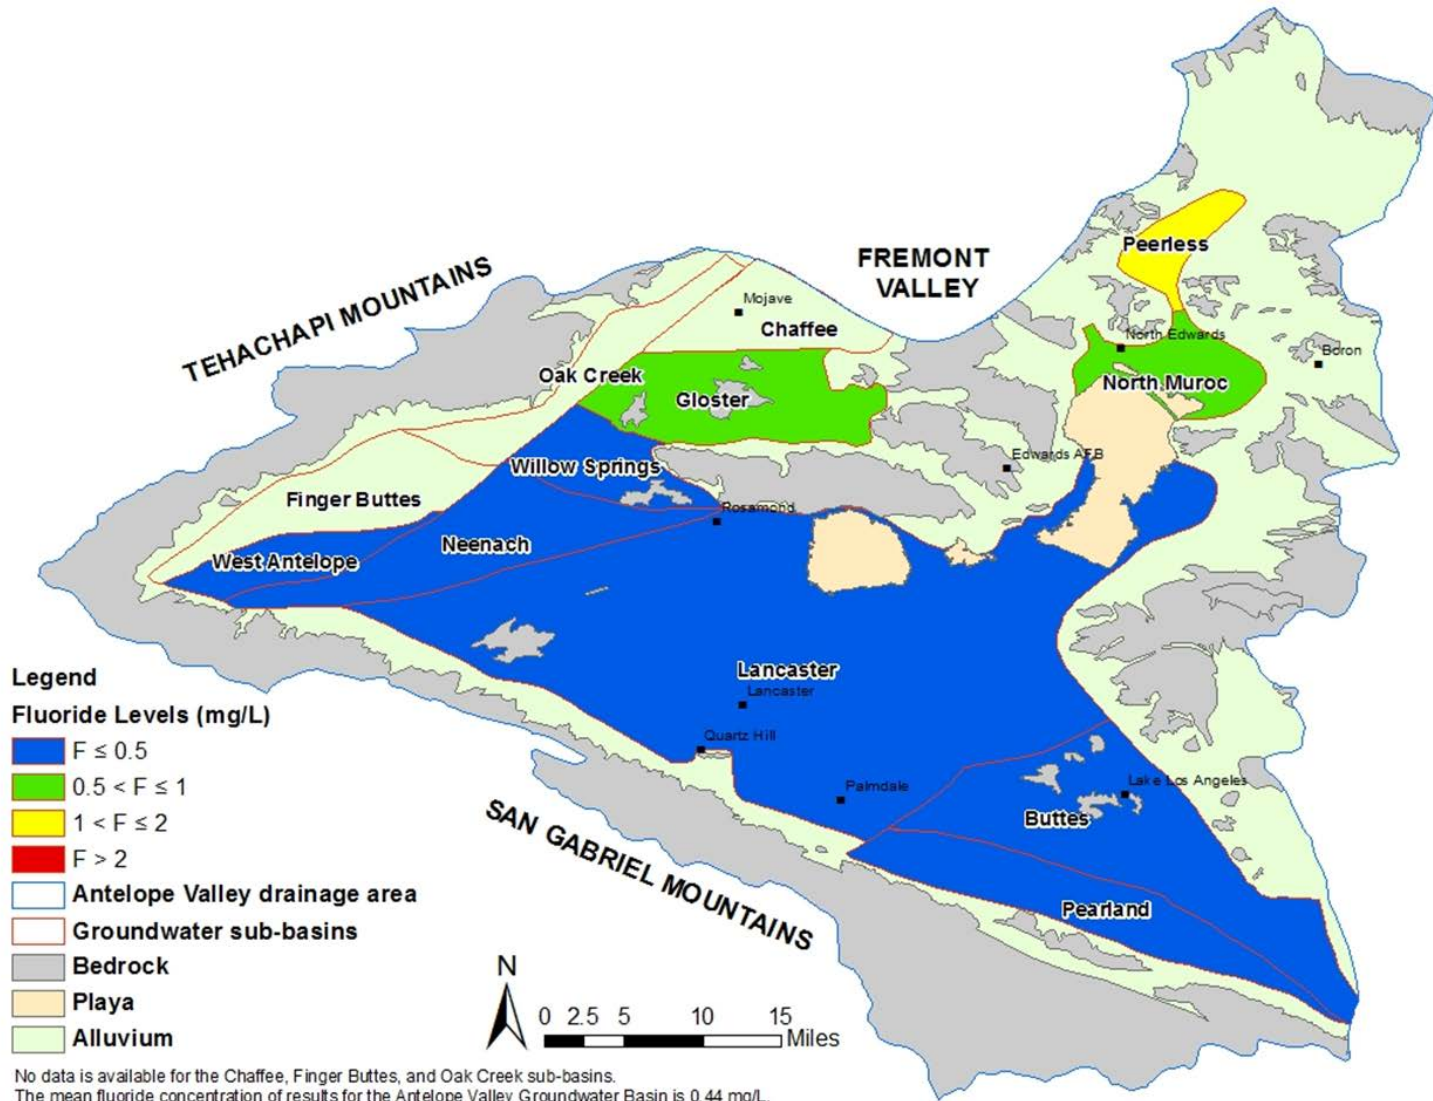 FREMONT
VALLEY
TEHACHAPI MOUNTAINS
Peerless
Mojave
Chaffee
North Edwards
Boron
Oak Creek
Gloster
North Muroc
Willow Springs
Edwards AFB
Finger Buttes
Rosamond
West Antelope
Neenach
Lancaster
Lancaster
Quartz Hill
Palmdale
Lake Los Angeles
Buttes
Pearland
SAN GABRIEL MOUNTAINS
Legend
Fluoride Levels (mg/L)
F ≤ 0.5
0.5 < F ≤ 1
1 < F ≤ 2
F > 2
Antelope Valley drainage area
Groundwater sub-basins
Bedrock
Playa
Alluvium
N
0 2.5 5 10 15
Miles
No data is available for the Chaffee, Finger Buttes, and Oak Creek sub-basins.
The mean fluoride concentration of results for the Antelope Valley Groundwater Basin is 0.44 mg/L.